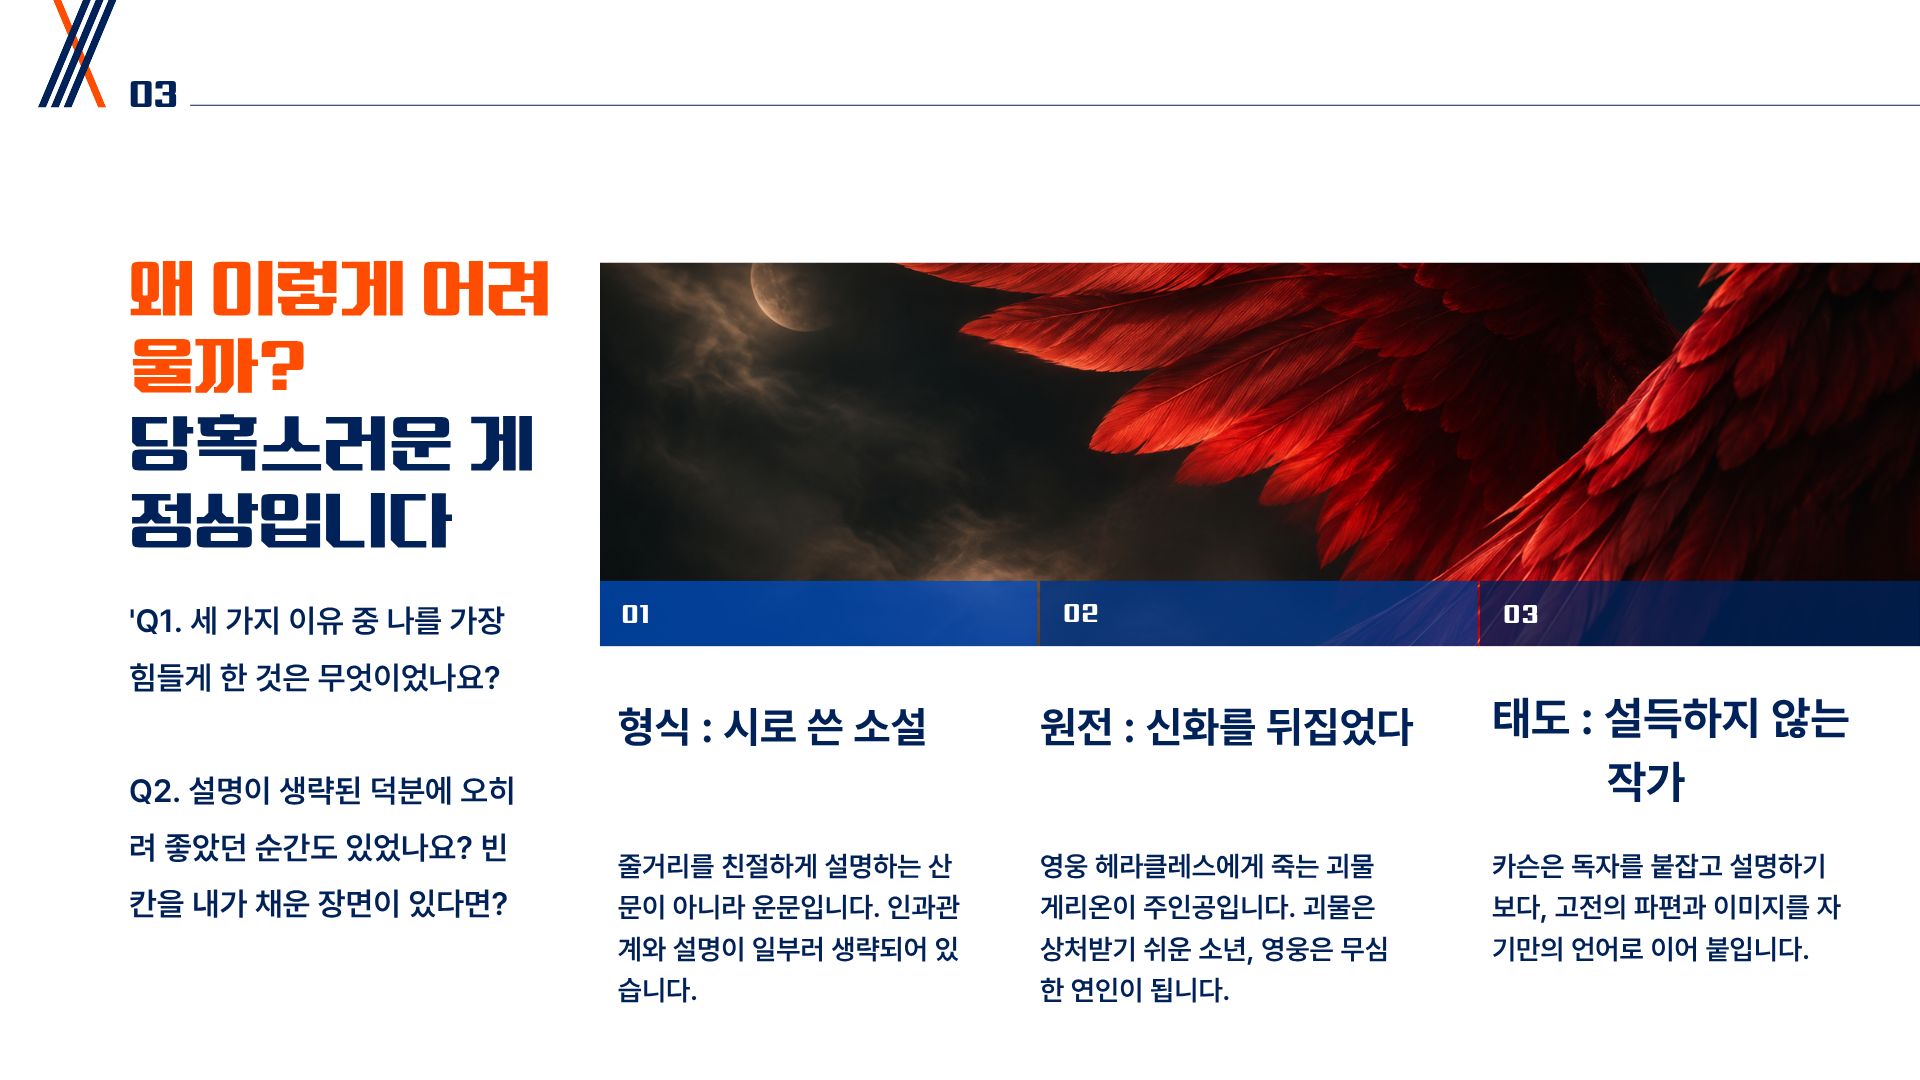 03
왜 이렇게 어려
울까?
당혹스러운 게
정상입니다
'Q1. 세 가지 이유 중 나를 가장
힘들게 한 것은 무엇이었나요?
Q2. 설명이 생략된 덕분에 오히
려 좋았던 순간도 있었나요? 빈
칸을 내가 채운 장면이 있다면?
01
형식 : 시로 쓴 소설
줄거리를 친절하게 설명하는 산
문이 아니라 운문입니다. 인과관
계와 설명이 일부러 생략되어 있
습니다.
02
원전 : 신화를 뒤집었다
영웅 헤라클레스에게 죽는 괴물
게리온이 주인공입니다. 괴물은
상처받기 쉬운 소년, 영웅은 무심
한 연인이 됩니다.
03
태도 : 설득하지 않는
작가
카슨은 독자를 붙잡고 설명하기
보다, 고전의 파편과 이미지를 자
기만의 언어로 이어 붙입니다.